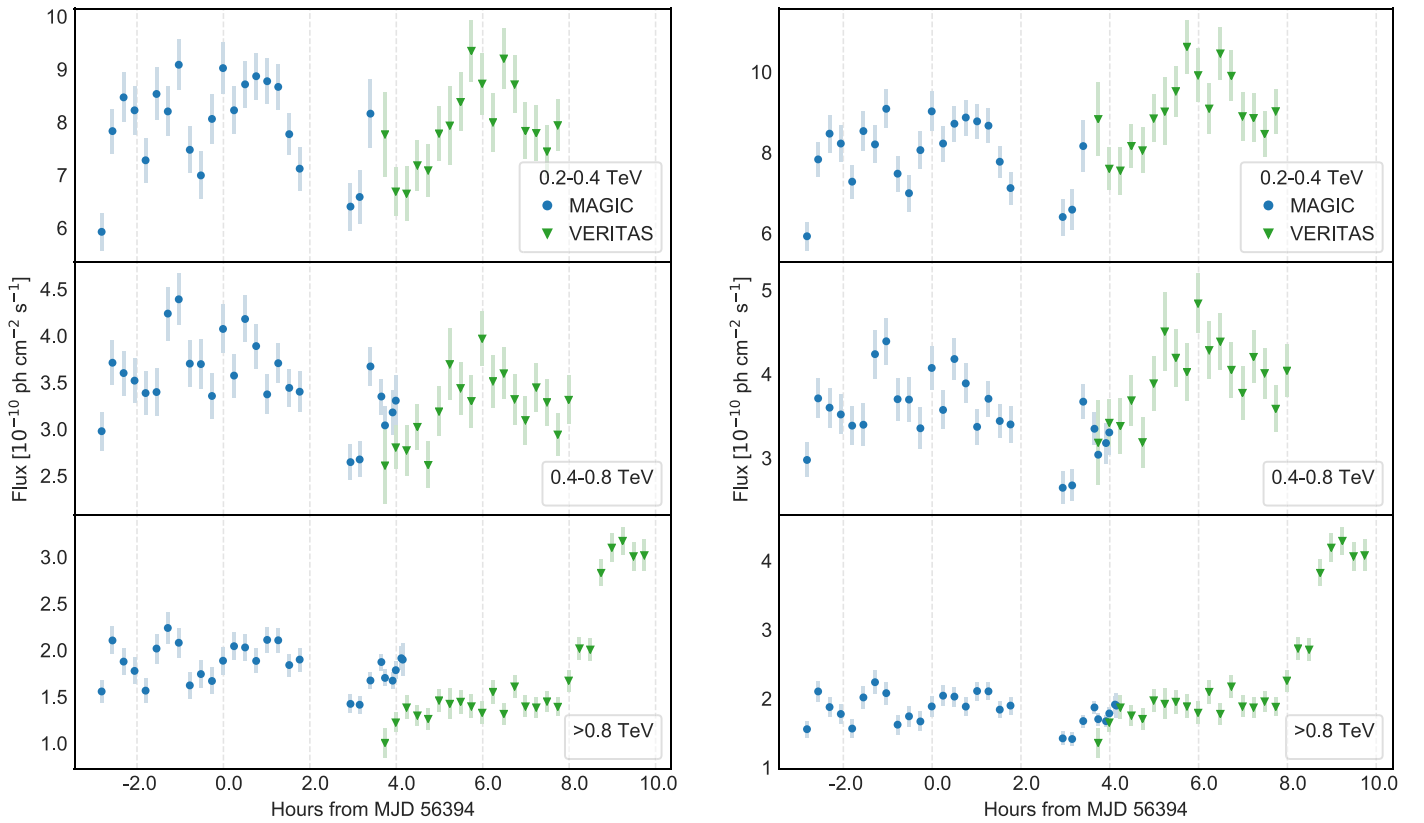 10
9
8
7
6
0.2-0.4 TeV
MAGIC
VERITAS
4.5
4.0
3.5
3.0
2.5
0.4-0.8 TeV
Flux [10⁻¹⁰ ph cm⁻² s⁻¹]
3.0
2.5
2.0
1.5
1.0
>0.8 TeV
-2.0 0.0 2.0 4.0 6.0 8.0 10.0
Hours from MJD 56394
10
8
6
0.2-0.4 TeV
MAGIC
VERITAS
5
4
3
0.4-0.8 TeV
Flux [10⁻¹⁰ ph cm⁻² s⁻¹]
4
3
2
1
>0.8 TeV
-2.0 0.0 2.0 4.0 6.0 8.0 10.0
Hours from MJD 56394